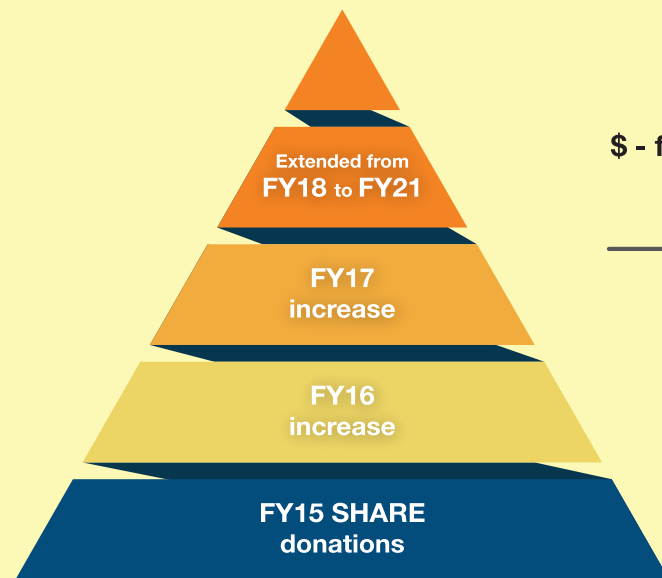 $ -
Extended from
FY18 to FY21
FY17
increase
FY16
increase
FY15 SHARE
donations